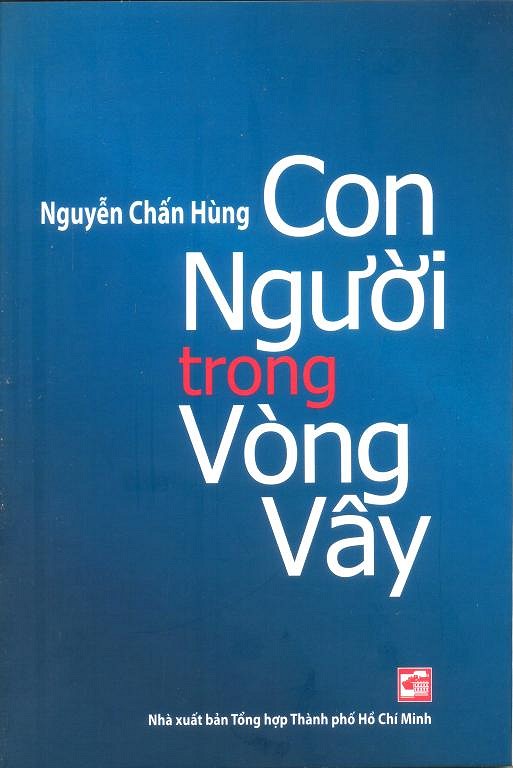 Nguyễn Chấn Hùng
Con
Người
trong
Vòng
Vây
Nhà xuất bản Tổng hợp Thành phố Hồ Chí Minh